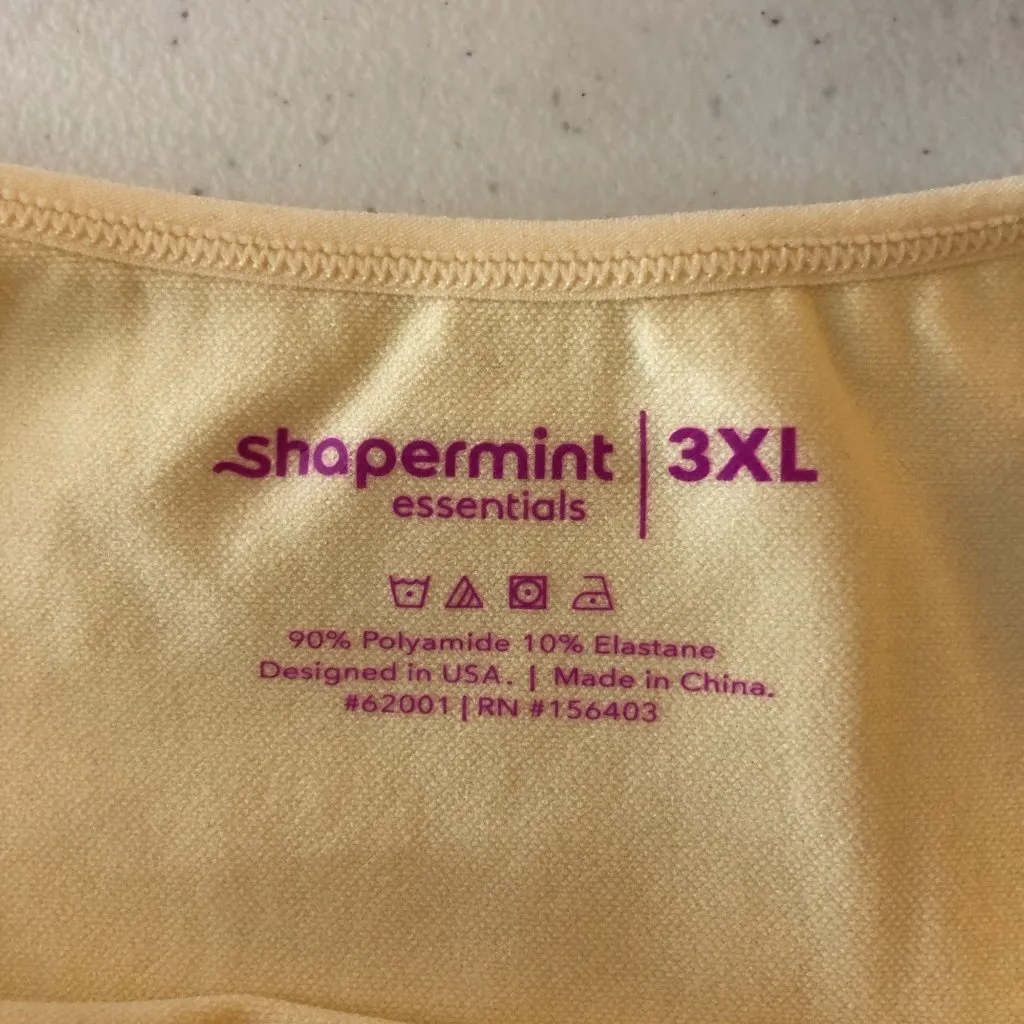 shapermint | 3XL
essentials
90% Polyamide 10% Elastane
Designed in USA. | Made in China.
#62001 | RN #156403